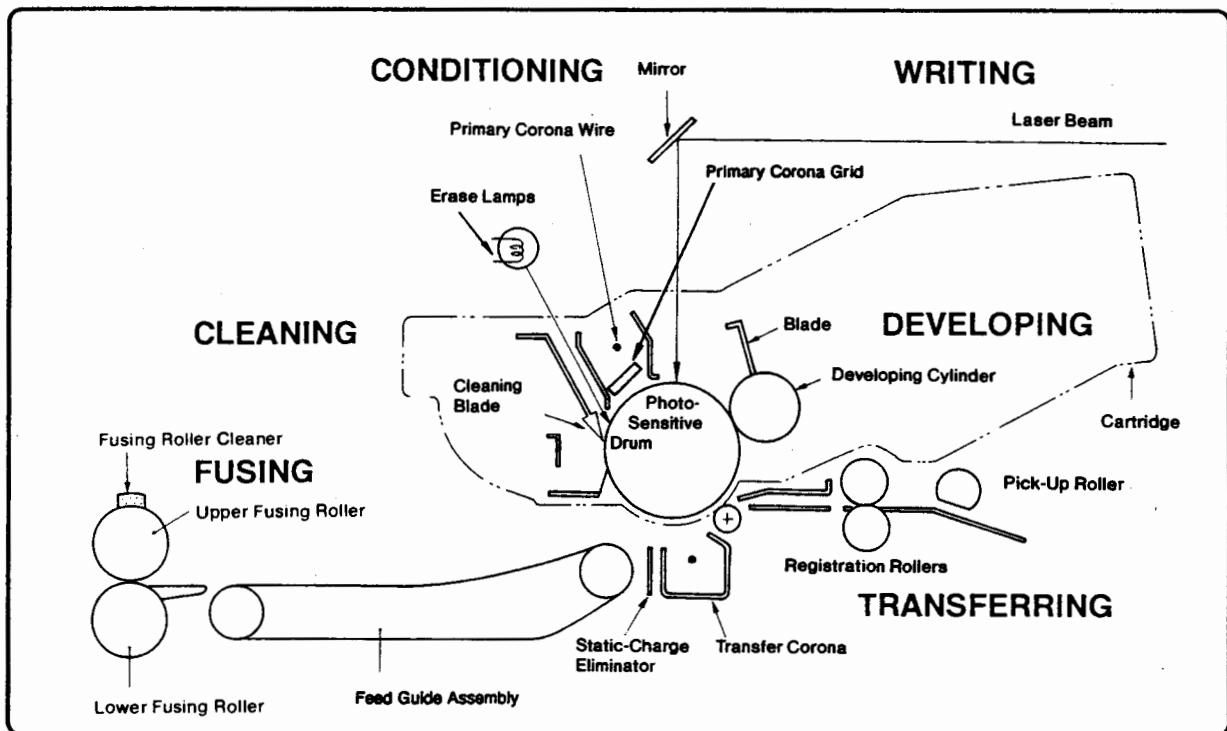 CONDITIONING
Mirror
WRITING
Laser Beam
Primary Corona Wire
Primary Corona Grid
Erase Lamps
CLEANING
Blade
DEVELOPING
Developing Cylinder
Cleaning
Blade
Photo-
Sensitive
Drum
Cartridge
Fusing Roller Cleaner
FUSING
Upper Fusing Roller
Pick-Up Roller
Registration Rollers
TRANSFERRING
Static-Charge
Eliminator
Transfer Corona
Feed Guide Assembly
Lower Fusing Roller